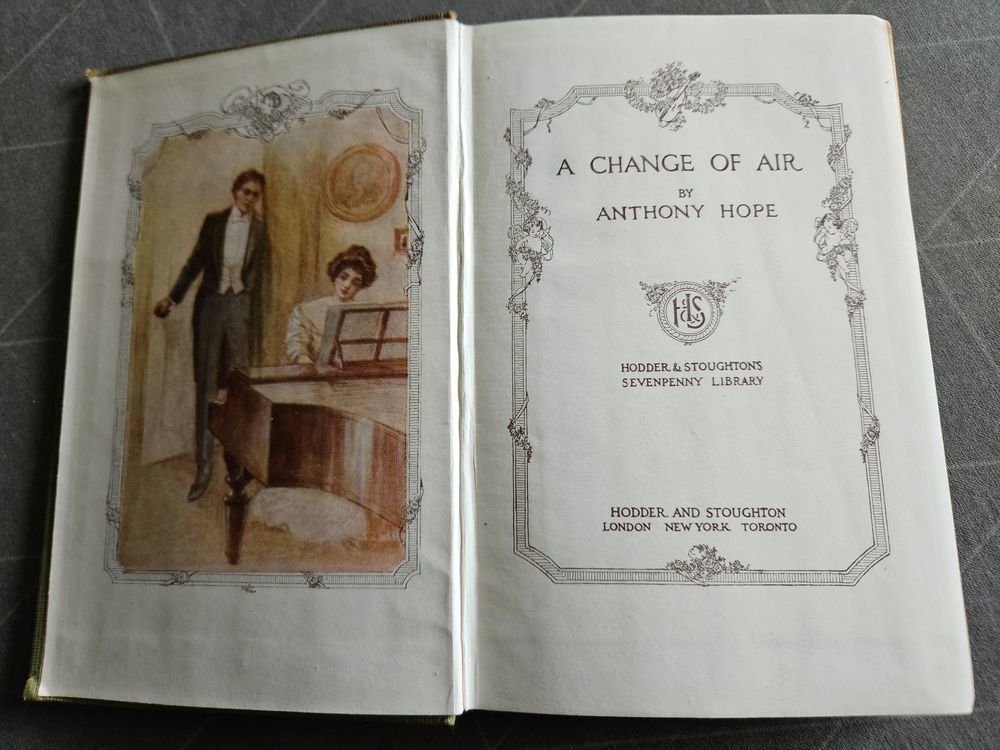 A CHANGE OF AIR
BY
ANTHONY HOPE
H&S
HODDER & STOUGHTON'S
SEVENPENNY LIBRARY
HODDER AND STOUGHTON
LONDON NEW YORK TORONTO